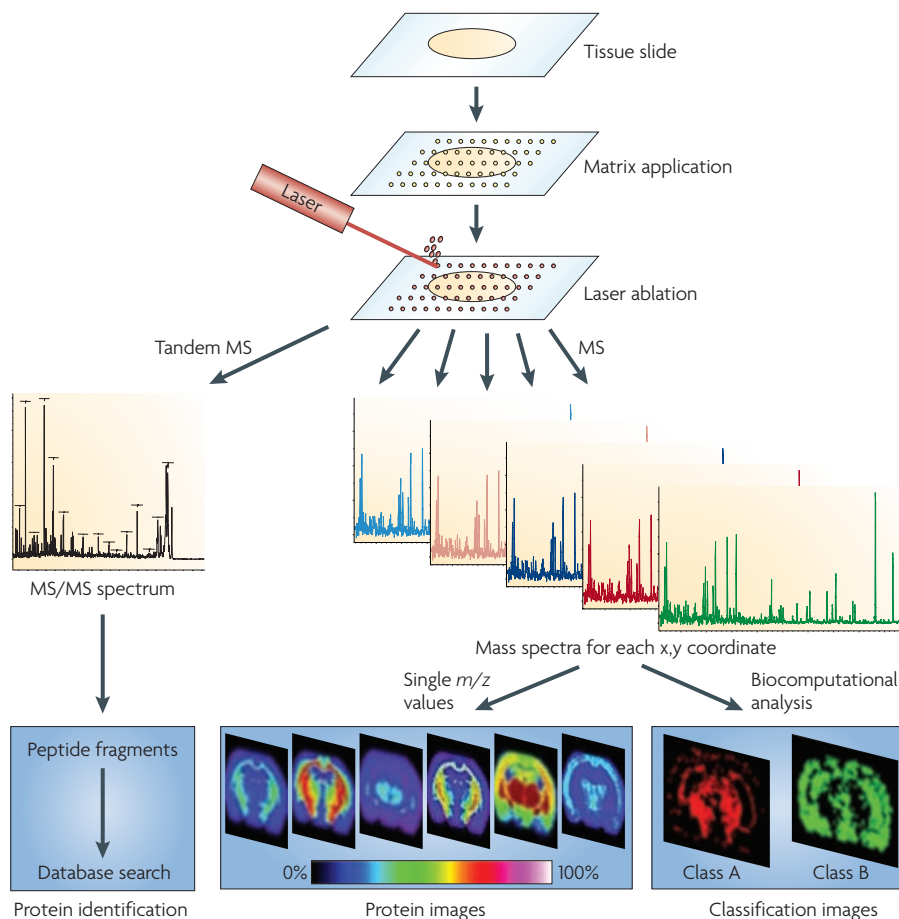 Tissue slide
Matrix application
Laser
Laser ablation
Tandem MS
MS
MS/MS spectrum
Mass spectra for each x,y coordinate
Single m/z
values
Biocomputational
analysis
Peptide fragments
Database search
0%
100%
Class A
Class B
Protein identification
Protein images
Classification images